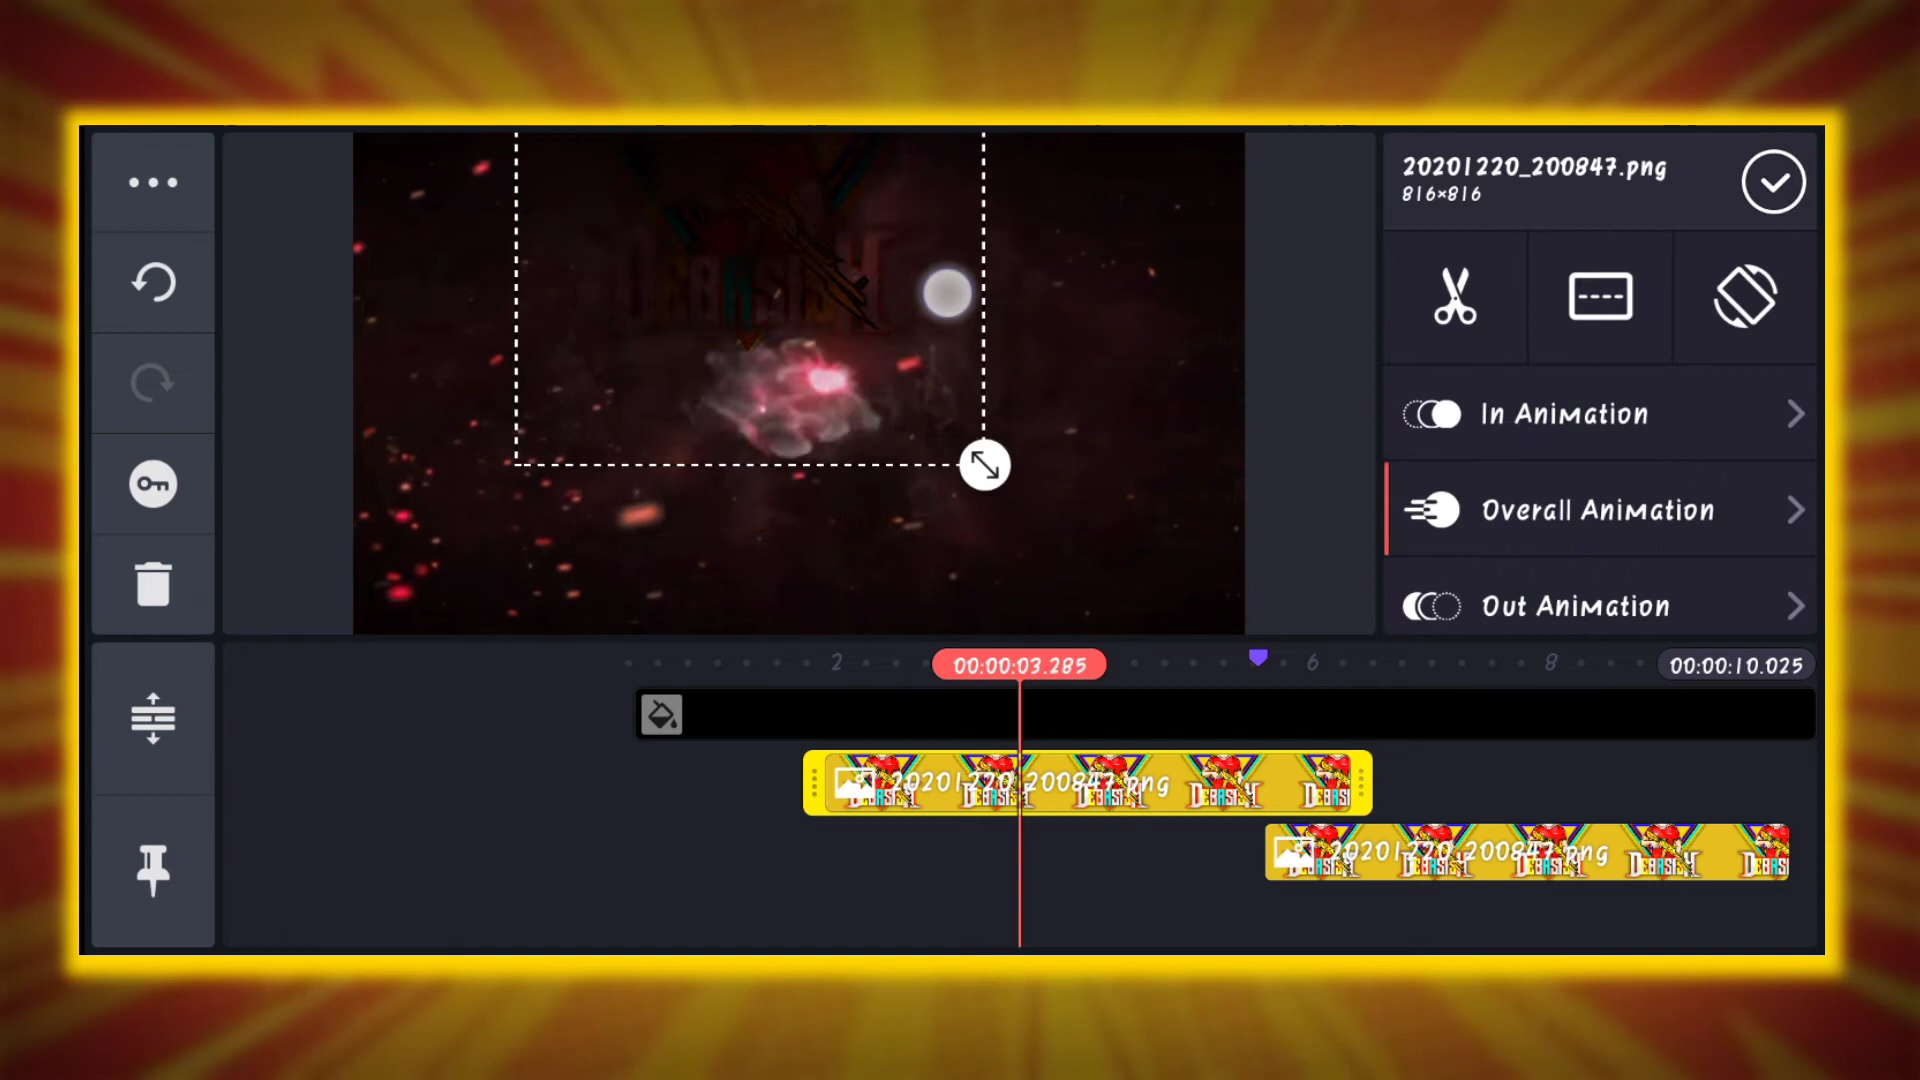 20201220_200847.png
816×816
DEBASISH
In Animation
Overall Animation
Out Animation
2
00:00:03.285
6
8
00:00:10.025
20201220_200847.png
20201220_200847.png